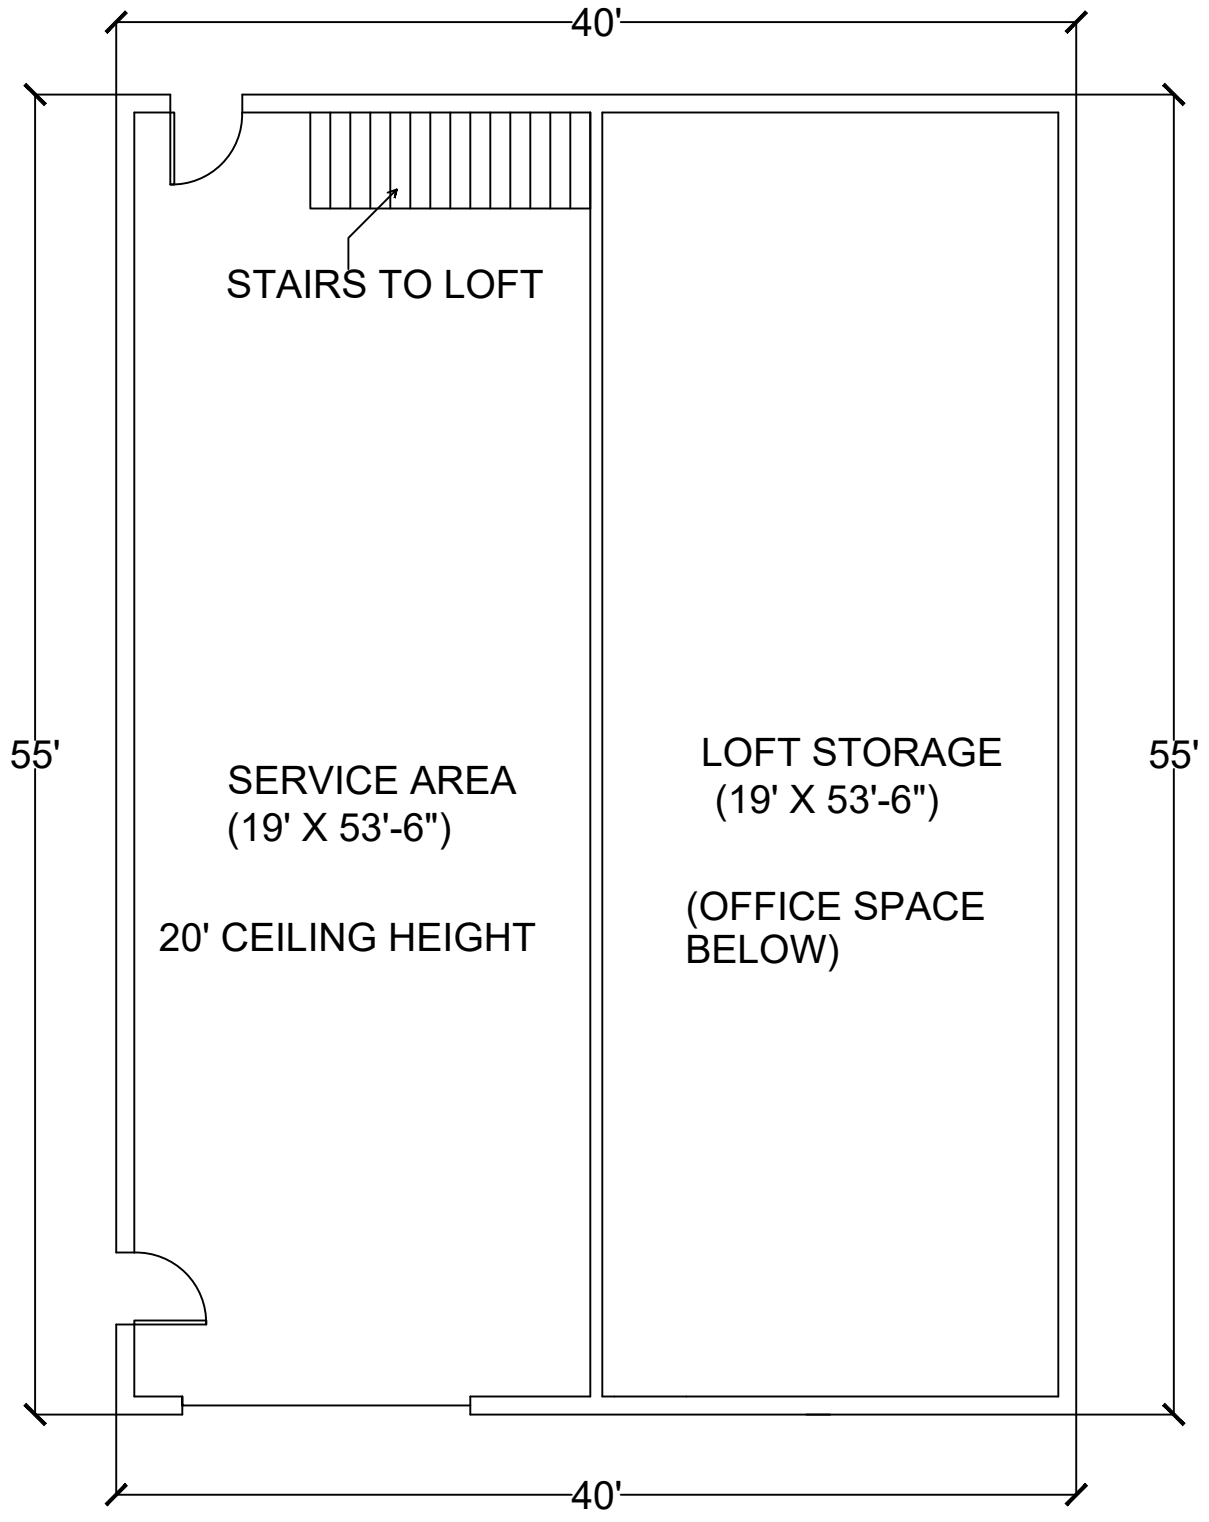 40'
STAIRS TO LOFT
55'
55'
LOFT STORAGE
(19' X 53'-6")
SERVICE AREA
(19' X 53'-6")
(OFFICE SPACE
BELOW)
20' CEILING HEIGHT
40'